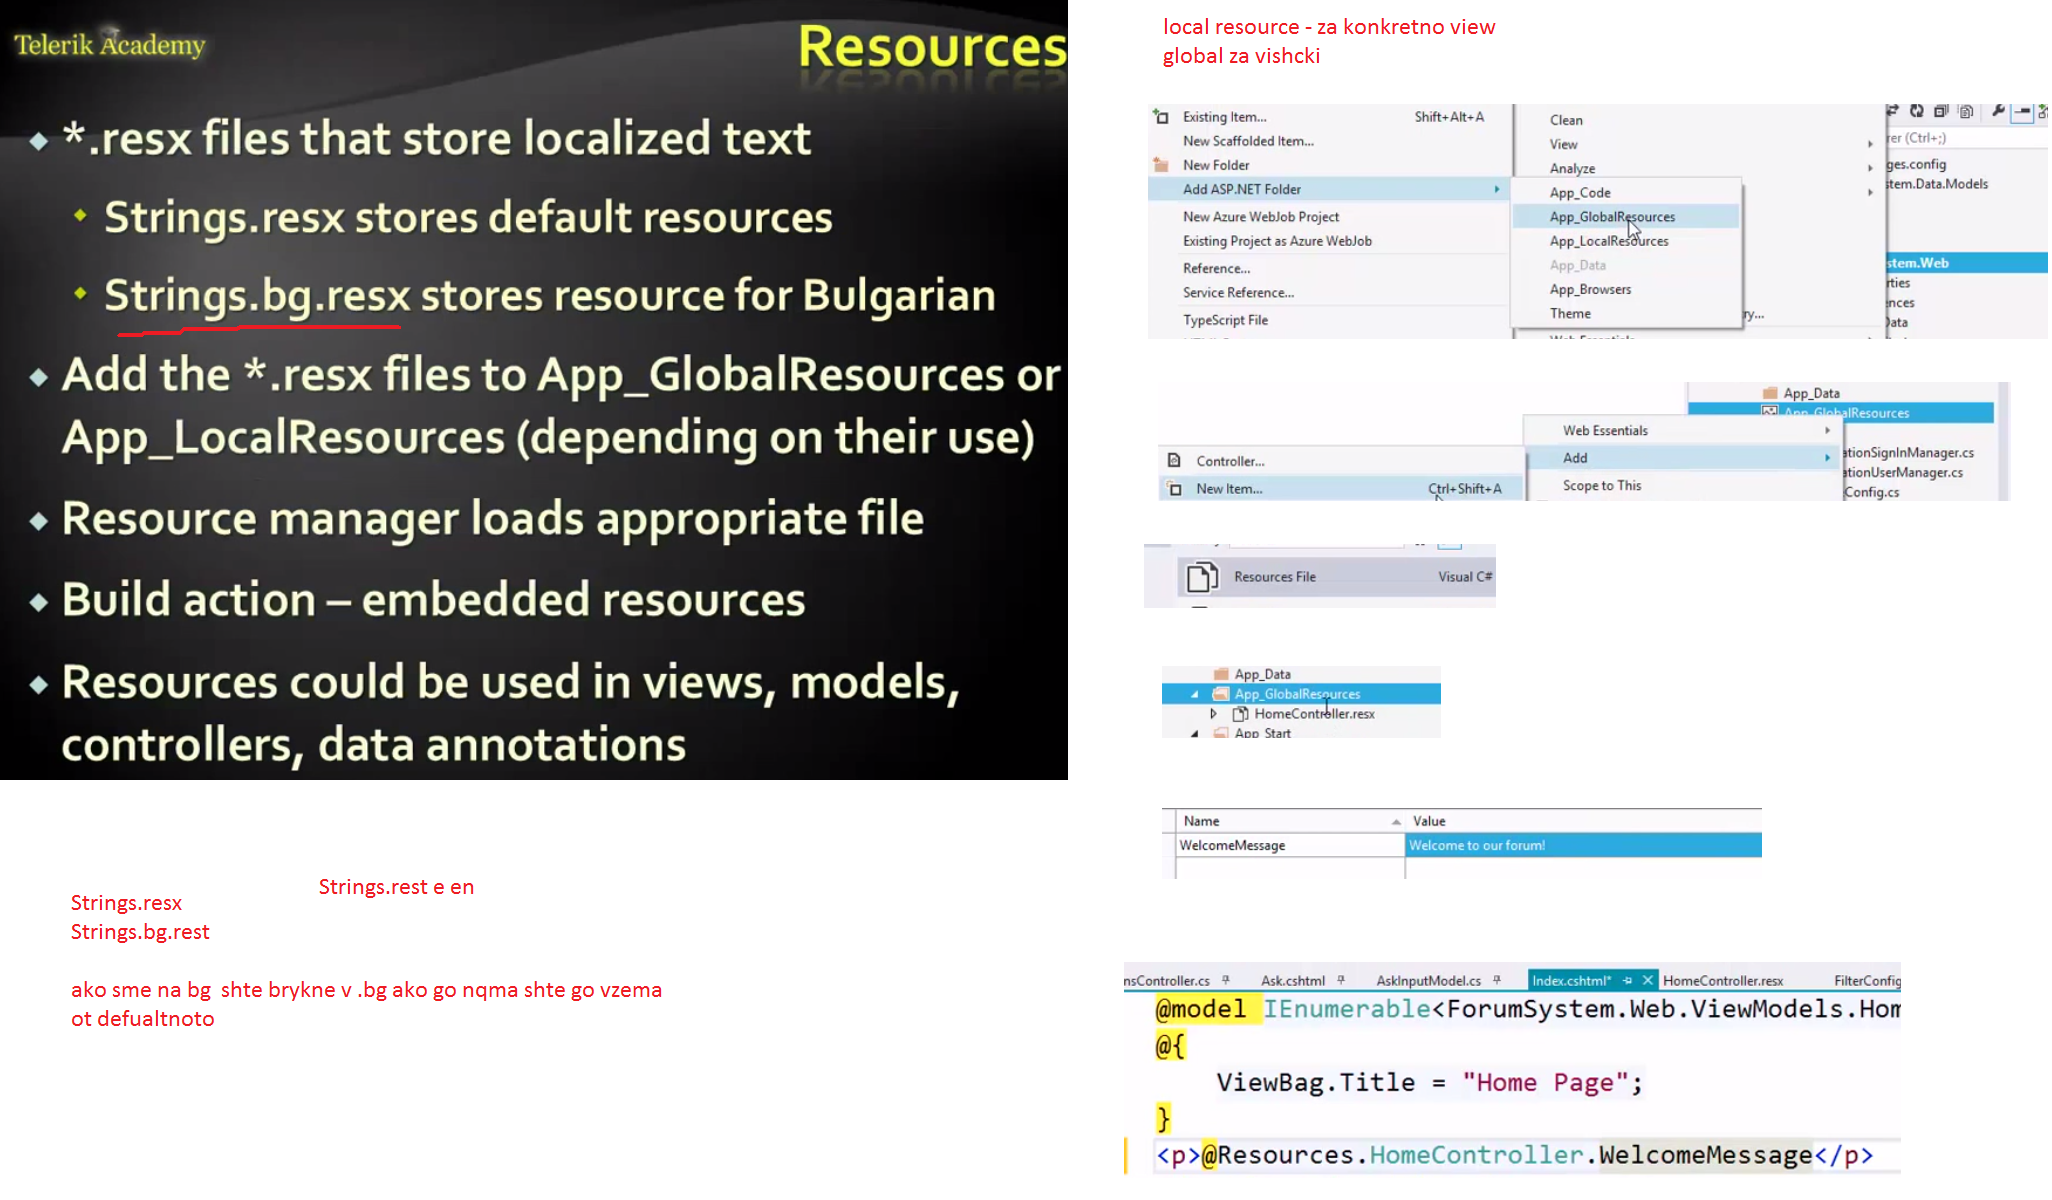 Telerik Academy
Resources
*.resx files that store localized text
Strings.resx stores default resources
Strings.bg.resx stores resource for Bulgarian
Add the *.resx files to App_GlobalResources or
App_LocalResources (depending on their use)
Resource manager loads appropriate file
Build action – embedded resources
Resources could be used in views, models,
controllers, data annotations
Strings.rest e en
Strings.resx
Strings.bg.rest
ako sme na bg shte brykne v .bg ako go nqma shte go vzema
ot defualtnoto
local resource - za konkretno view
global za vishcki
Existing Item... Shift+Alt+A
New Scaffolded Item...
New Folder
Add ASP.NET Folder
New Azure WebJob Project
Existing Project as Azure WebJob
Reference...
Service Reference...
TypeScript File
Clean
View
Analyze
App_Code
App_GlobalResources
App_LocalResources
App_Data
App_Browsers
Theme
rer (Ctrl+;)
ges.config
stem.Data.Models
stem.Web
rties
ences
Data
ry...
App_Data
App_GlobalResources
Web Essentials
Add
Scope to This
Controller...
New Item... Ctrl+Shift+A
ationSignInManager.cs
ationUserManager.cs
Config.cs
Resources File Visual C#
App_Data
App_GlobalResources
HomeController.resx
App_Start
Name Value
WelcomeMessage Welcome to our forum!
nsController.cs Ask.cshtml AskInputModel.cs Index.cshtml* HomeController.resx FilterConfig
@model IEnumerable<ForumSystem.Web.ViewModels.Hom
@{
ViewBag.Title = "Home Page";
}
<p>@Resources.HomeController.WelcomeMessage</p>